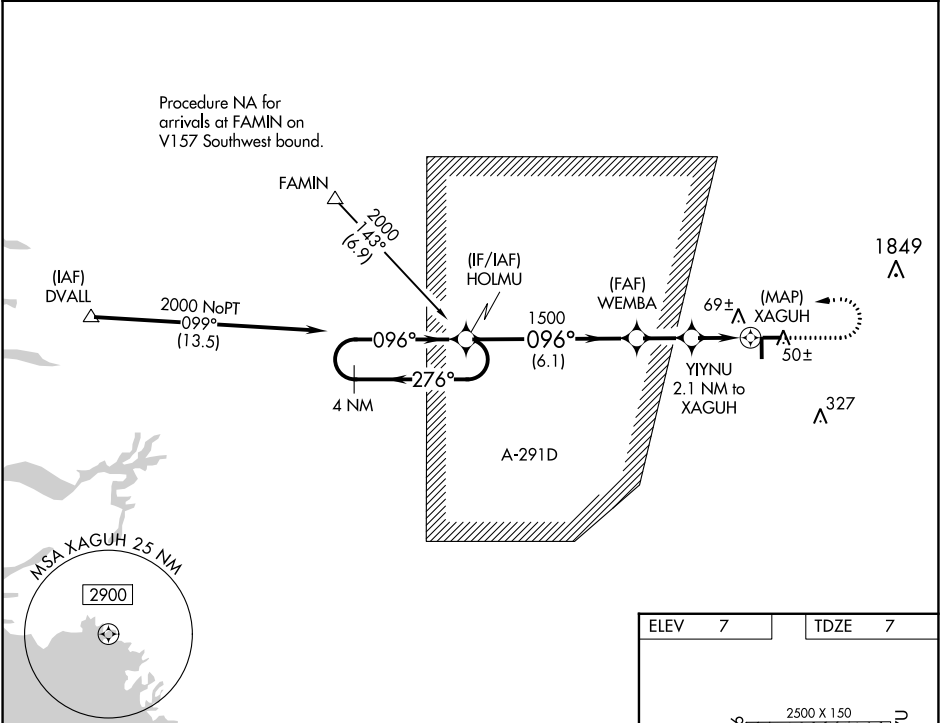 Procedure NA for
arrivals at FAMIN on
V157 Southwest bound.
FAMIN
2000
143°
(6.9)
(IAF)
DVALL
2000 NoPT
099°
(13.5)
(IF/IAF)
HOLMU
096°
276°
4 NM
1500
096°
(6.1)
(FAF)
WEMBA
YIYNU
2.1 NM to
XAGUH
69±
(MAP)
XAGUH
50±
1849
327
A-291D
MSA XAGUH 25 NM
2900
ELEV 7
TDZE 7
2500 X 150